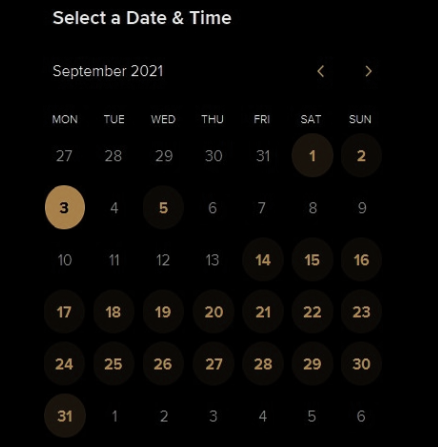 Select a Date & Time
September 2021
MON TUE WED THU FRI SAT SUN
27 28 29 30 31 1 2
3 4 5 6 7 8 9
10 11 12 13 14 15 16
17 18 19 20 21 22 23
24 25 26 27 28 29 30
31 1 2 3 4 5 6